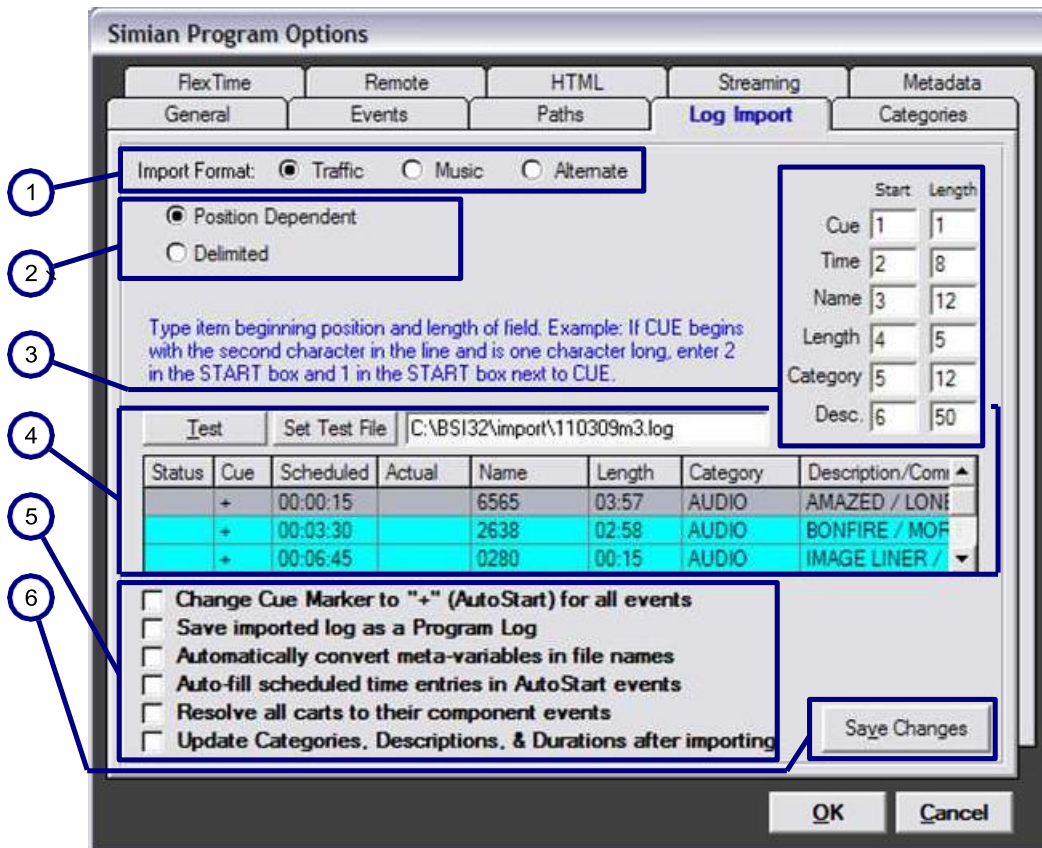 Simian Program Options
FlexTime Remote HTML Streaming Metadata
General Events Paths Log Import Categories
1
Import Format: Traffic Music Alternate
Start Length
2
Position Dependent
Delimited
Cue 1 1
Time 2 8
Name 3 12
Length 4 5
Category 5 12
Desc. 6 50
3
Type item beginning position and length of field. Example: If CUE begins
with the second character in the line and is one character long, enter 2
in the START box and 1 in the START box next to CUE.
4
Test Set Test File C:\BSI32\import\110309m3.log
Status Cue Scheduled Actual Name Length Category Description/Com
+ 00:00:15 6565 03:57 AUDIO AMAZED / LONE
+ 00:03:30 2638 02:58 AUDIO BONFIRE / MOR
+ 00:06:45 0280 00:15 AUDIO IMAGE LINER /
5
6
Change Cue Marker to "+" (AutoStart) for all events
Save imported log as a Program Log
Automatically convert meta-variables in file names
Auto-fill scheduled time entries in AutoStart events
Resolve all carts to their component events
Update Categories, Descriptions, & Durations after importing
Save Changes
OK Cancel